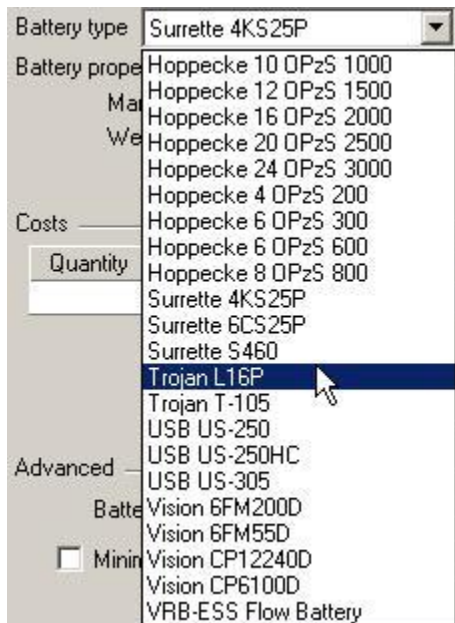 Battery type Surrette 4KS25P
Battery prope
Mar
We
Costs
Quantity
Advanced
Batte
Minin
Hoppecke 10 OPzS 1000
Hoppecke 12 OPzS 1500
Hoppecke 16 OPzS 2000
Hoppecke 20 OPzS 2500
Hoppecke 24 OPzS 3000
Hoppecke 4 OPzS 200
Hoppecke 6 OPzS 300
Hoppecke 6 OPzS 600
Hoppecke 8 OPzS 800
Surrette 4KS25P
Surrette 6CS25P
Surrette S460
Trojan L16P
Trojan T-105
USB US-250
USB US-250HC
USB US-305
Vision 6FM200D
Vision 6FM55D
Vision CP12240D
Vision CP6100D
VRB-ESS Flow Battery